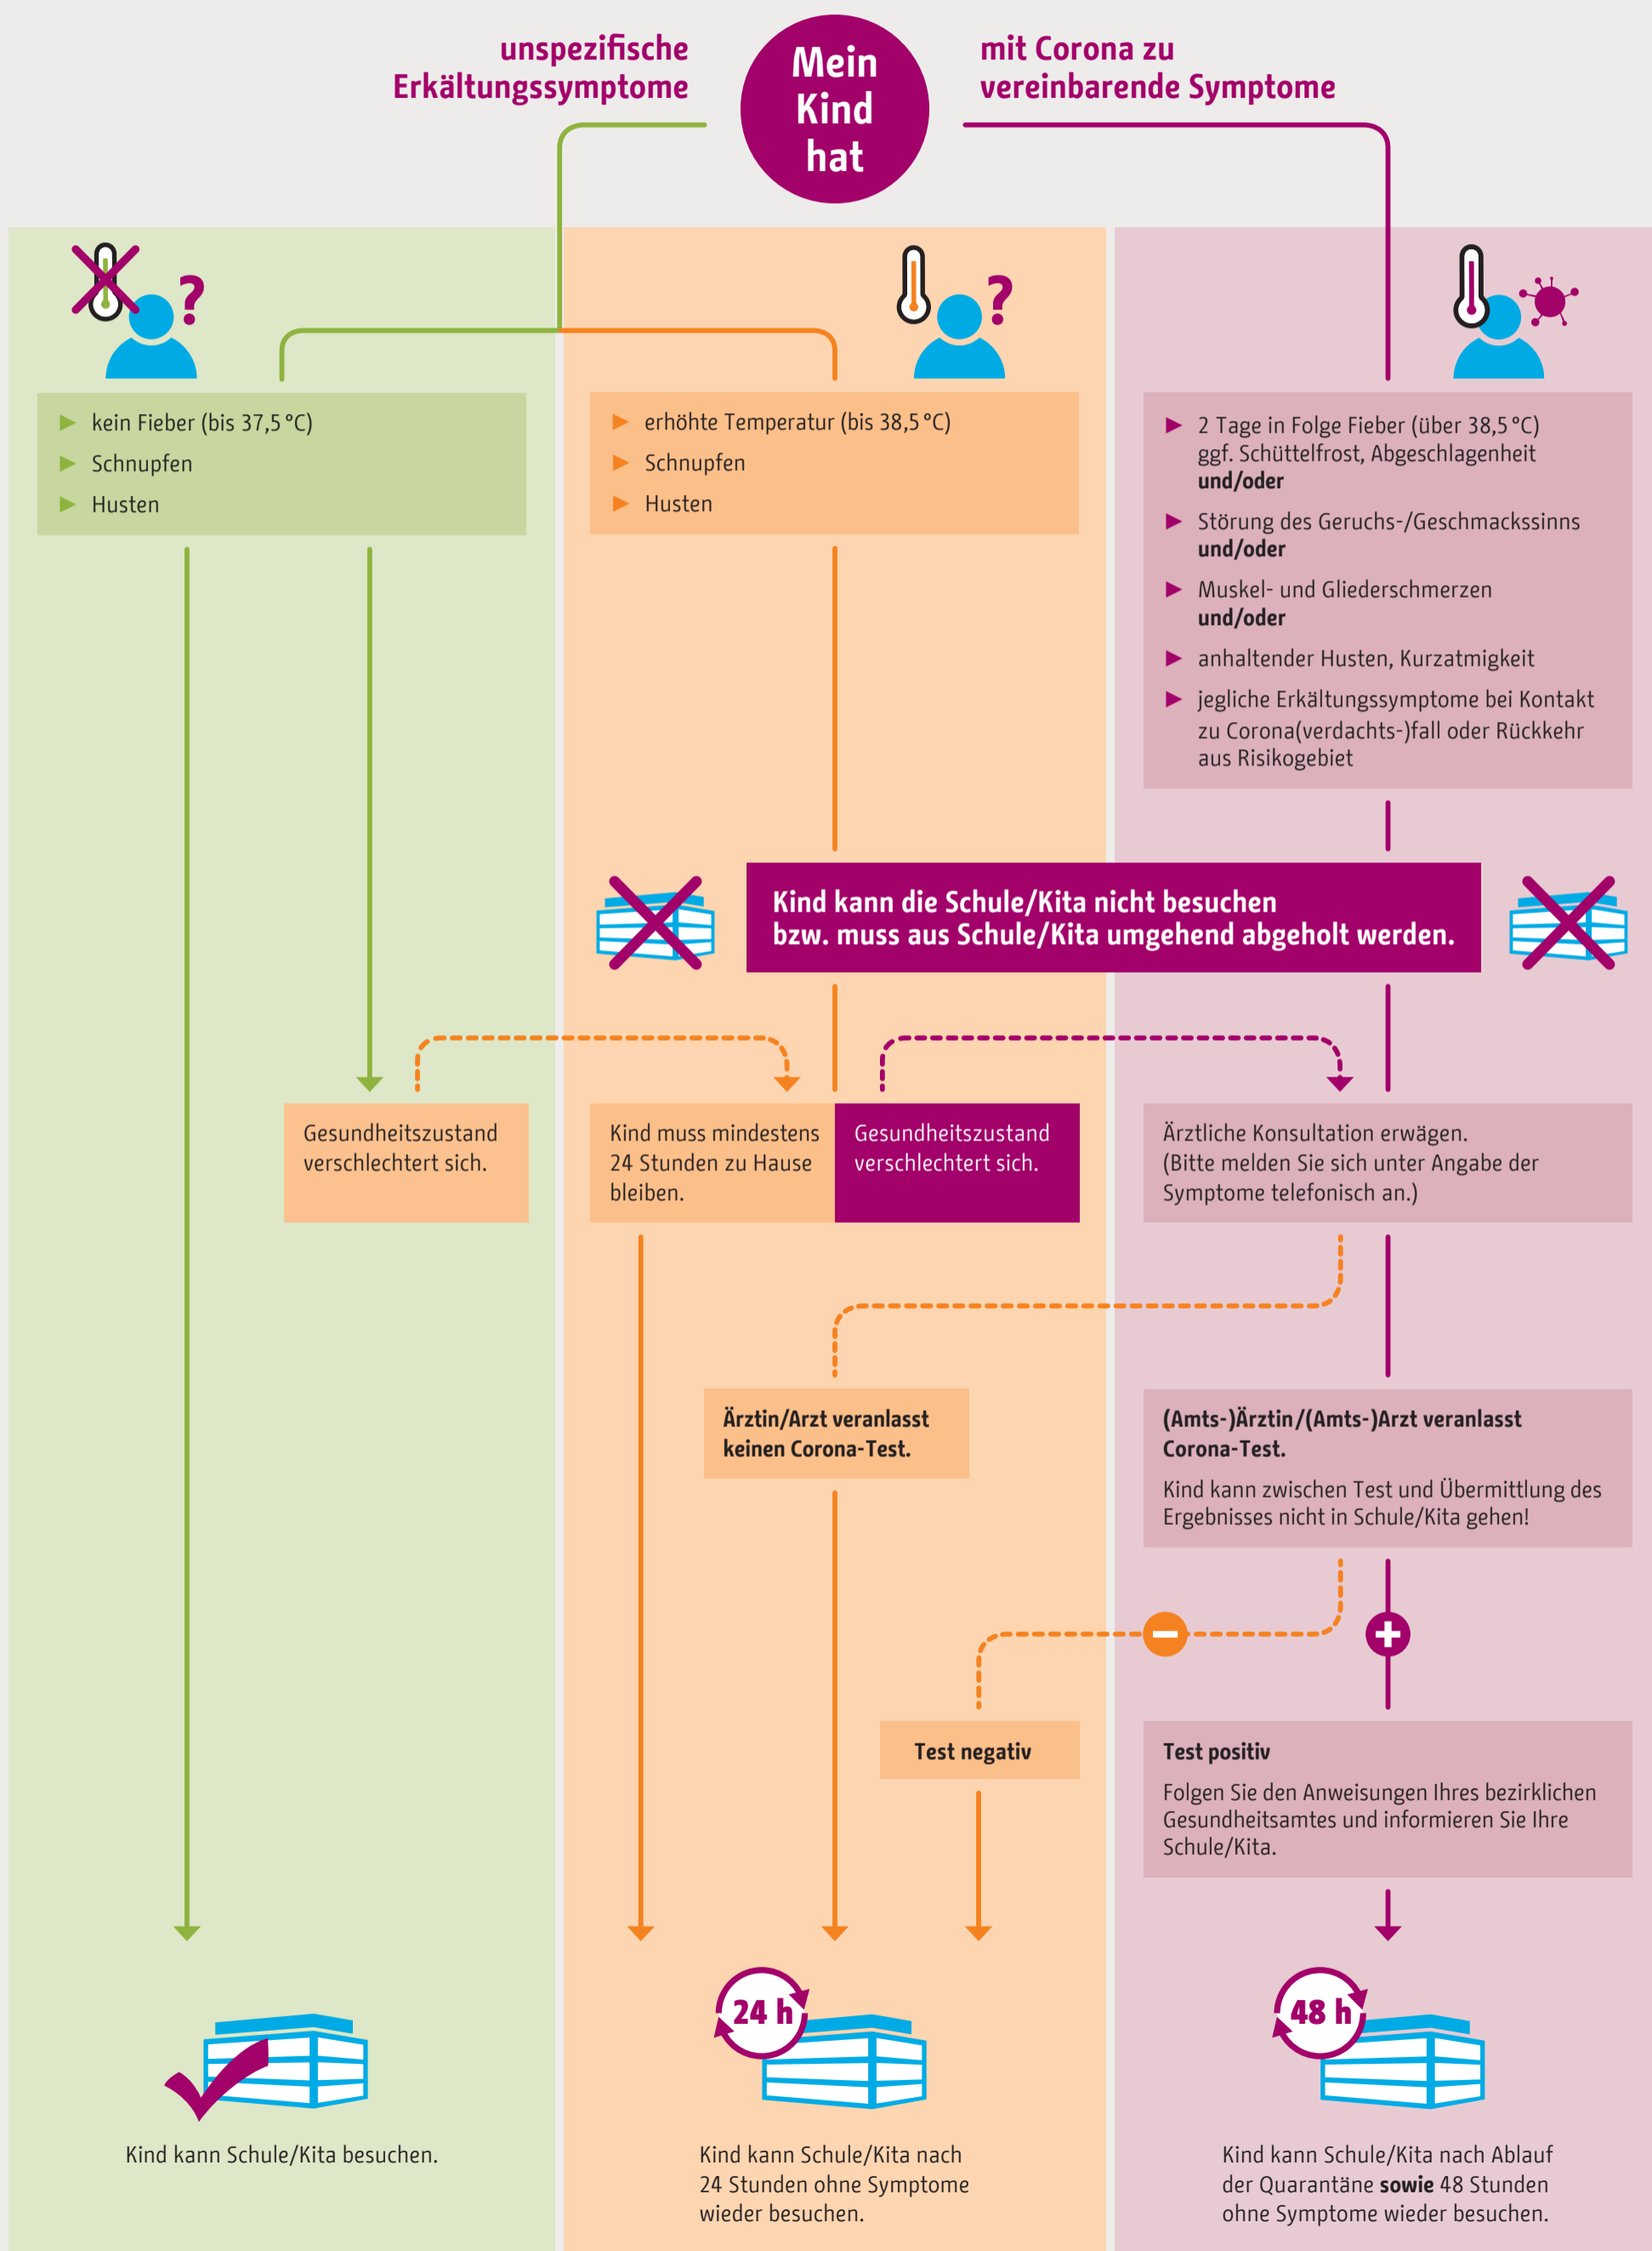 unspezifische
Erkältungssymptome
Mein
Kind
hat
mit Corona zu
vereinbarende Symptome
?
kein Fieber (bis 37,5 °C)
Schnupfen
Husten
?
erhöhte Temperatur (bis 38,5 °C)
Schnupfen
Husten
2 Tage in Folge Fieber (über 38,5 °C)
ggf. Schüttelfrost, Abgeschlagenheit
und/oder
Störung des Geruchs-/Geschmackssinns
und/oder
Muskel- und Gliederschmerzen
und/oder
anhaltender Husten, Kurzatmigkeit
jegliche Erkältungssymptome bei Kontakt
zu Corona(verdachts-)fall oder Rückkehr
aus Risikogebiet
Kind kann die Schule/Kita nicht besuchen
bzw. muss aus Schule/Kita umgehend abgeholt werden.
Gesundheitszustand
verschlechtert sich.
Kind muss mindestens
24 Stunden zu Hause
bleiben.
Gesundheitszustand
verschlechtert sich.
Ärztliche Konsultation erwägen.
(Bitte melden Sie sich unter Angabe der
Symptome telefonisch an.)
Ärztin/Arzt veranlasst
keinen Corona-Test.
(Amts-)Ärztin/(Amts-)Arzt veranlasst
Corona-Test.
Kind kann zwischen Test und Übermittlung des
Ergebnisses nicht in Schule/Kita gehen!
Test negativ
Test positiv
Folgen Sie den Anweisungen Ihres bezirklichen
Gesundheitsamtes und informieren Sie Ihre
Schule/Kita.
Kind kann Schule/Kita besuchen.
24 h
Kind kann Schule/Kita nach
24 Stunden ohne Symptome
wieder besuchen.
48 h
Kind kann Schule/Kita nach Ablauf
der Quarantäne sowie 48 Stunden
ohne Symptome wieder besuchen.